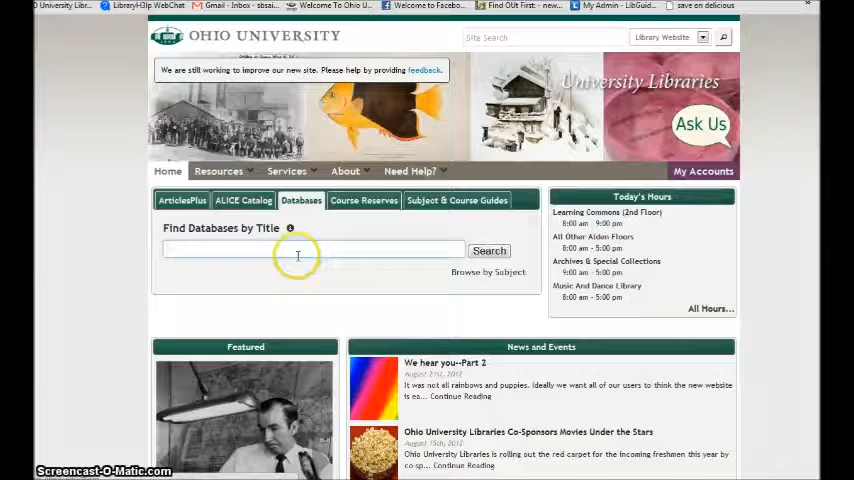 O University Librar...
LibraryH3lp WebChat
Gmail - Inbox - sbsai...
Welcome To Ohio U...
Welcome to Facebo...
Find OUt First: - new...
My Admin - LibGuid...
save on delicious
OHIO UNIVERSITY
Site Search
Library Website
We are still working to improve our new site. Please help by providing feedback.
University Libraries
Ask Us
Home Resources Services About Need Help? My Accounts
ArticlesPlus ALICE Catalog Databases Course Reserves Subject & Course Guides
Find Databases by Title
Search
Browse by Subject
Today's Hours
Learning Commons (2nd Floor)
8:00 am - 9:00 pm
All Other Alden Floors
8:00 am - 5:00 pm
Archives & Special Collections
9:00 am - 5:00 pm
Music And Dance Library
8:00 am - 5:00 pm
All Hours...
Featured
News and Events
We hear you--Part 2
August 21st, 2012
It was not all rainbows and puppies. Ideally we want all of our users to think the new website
is ea... Continue Reading
Ohio University Libraries Co-Sponsors Movies Under the Stars
August 15th, 2012
Ohio University Libraries is rolling out the red carpet for the incoming freshmen this year by
co-sp... Continue Reading
Screencast-O-Matic.com